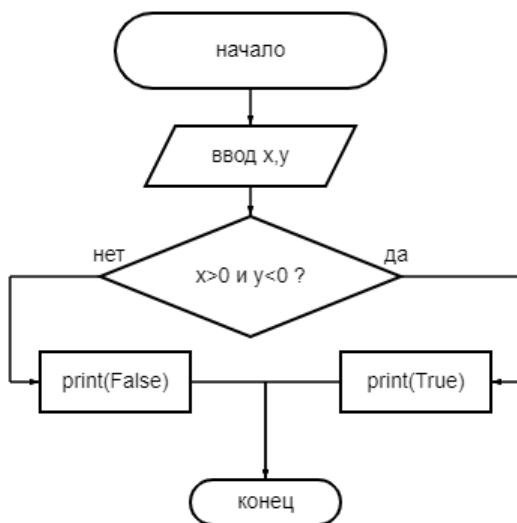 начало
ввод x,y
нет
да
x>0 и y<0 ?
print(False)
print(True)
конец